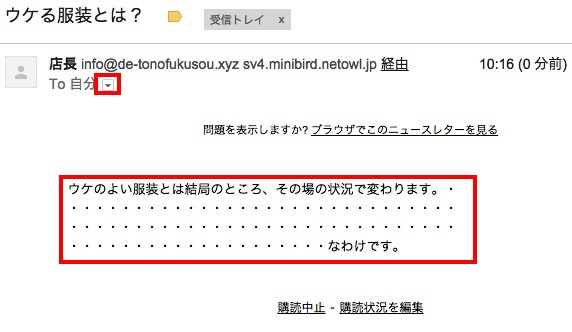 ウケる服装とは？
受信トレイ x
店長 info@de-tonofukusou.xyz sv4.minibird.netowl.jp 経由
10:16 (0 分前)
To 自分
問題を表示しますか? ブラウザでこのニュースレターを見る
ウケのよい服装とは結局のところ、その場の状況で変わります。・
・・・・・・・・・・・・・・・・・・・・・・・・・・・・・・
・・・・・・・・・・・・・・・・・・・・・・・・・・・・・・
・・・・・・・・・・・・・・・・・・・・なわけです。
購読中止 - 購読状況を編集